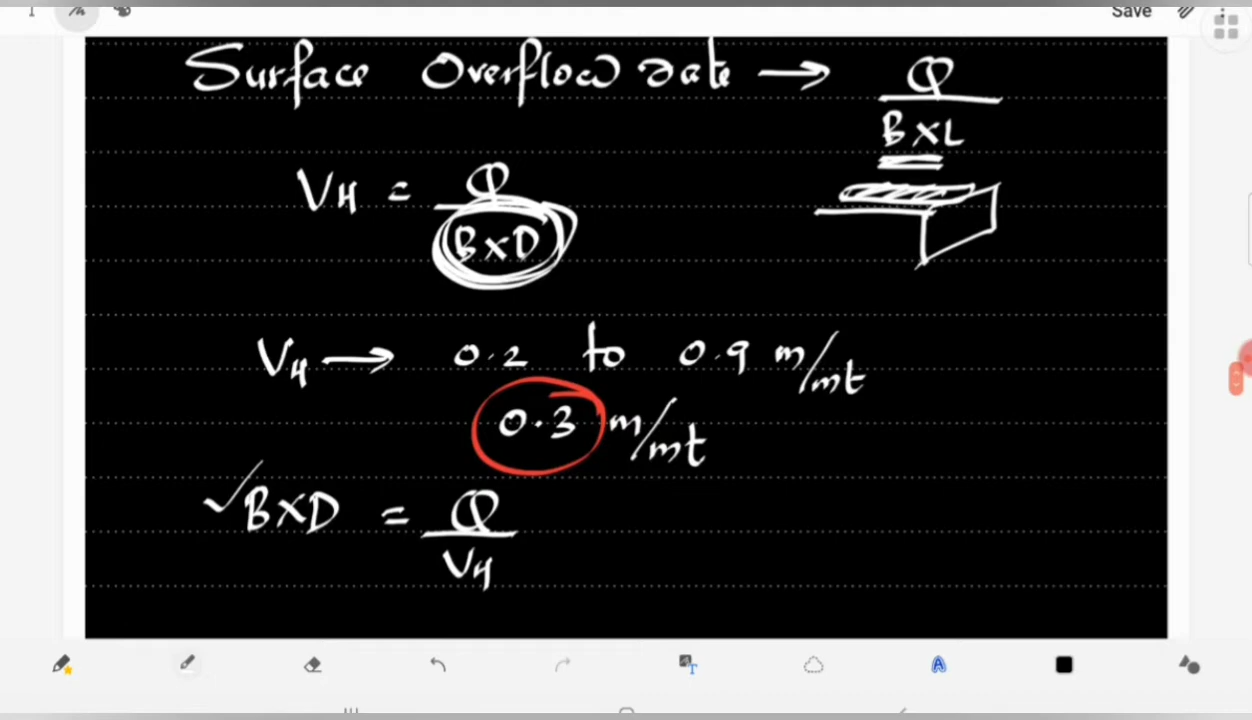 Save
Surface Overflow rate → Q / B×L
VH = Q / B×D
VH → 0.2 to 0.9 m/mt
0.3 m/mt
✓B×D = Q / VH